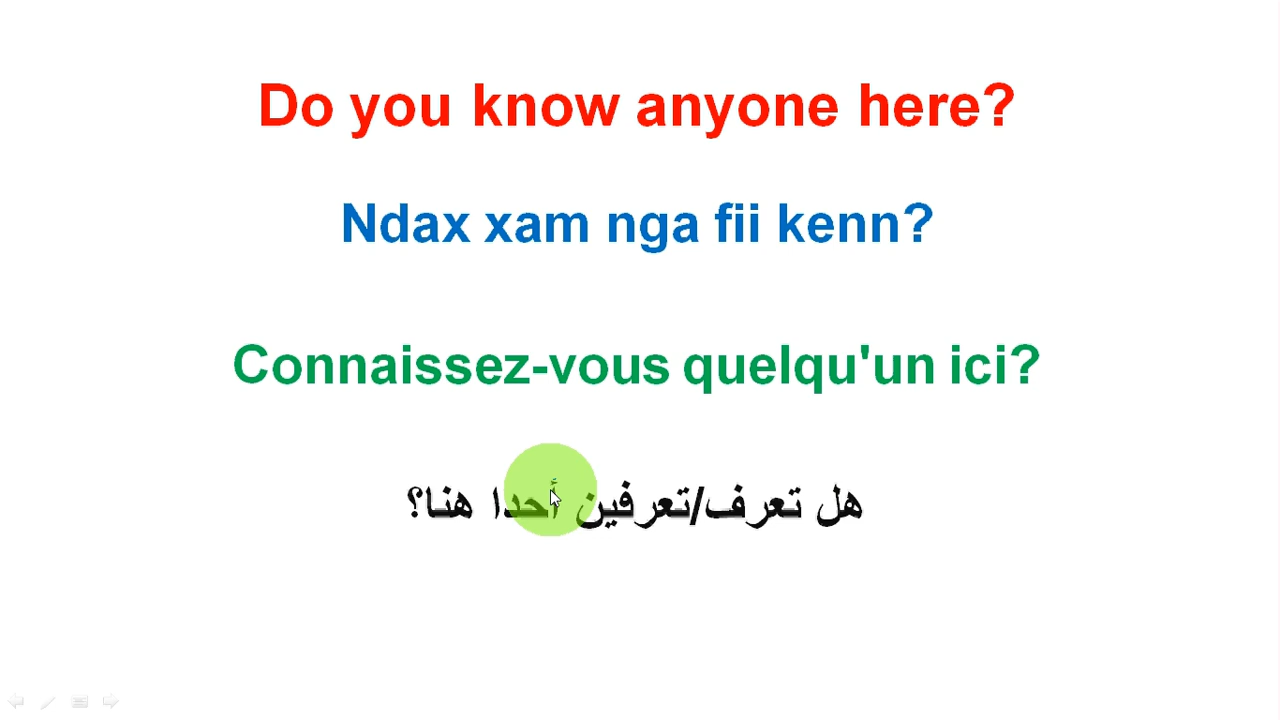 Do you know anyone here?
Ndax xam nga fii kenn?
Connaissez-vous quelqu'un ici?
هل تعرف/تعرفين أحدا هنا؟